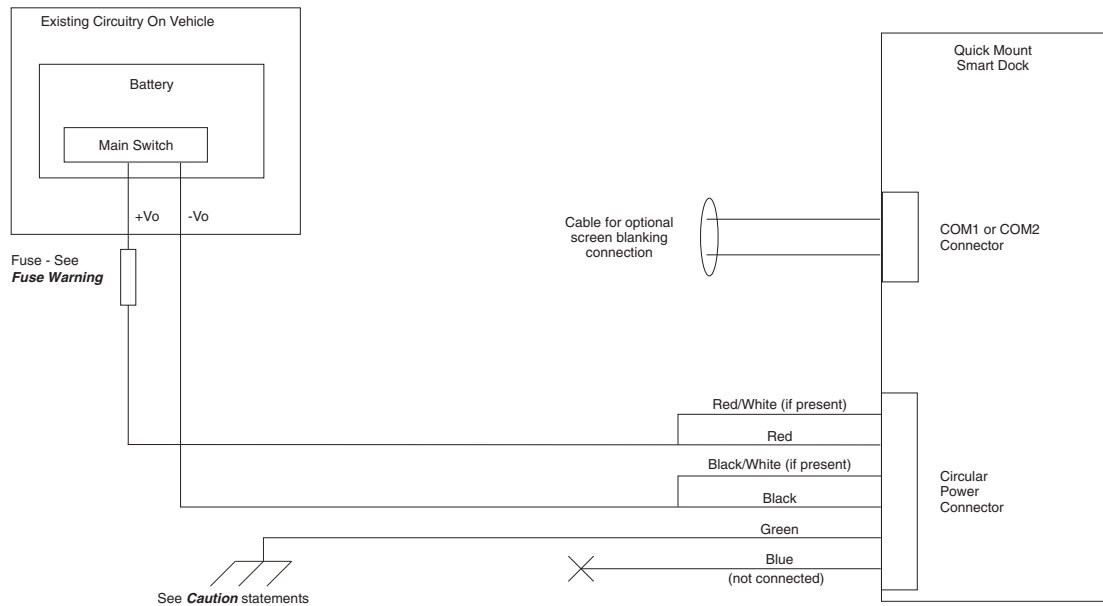 Existing Circuitry On Vehicle
Battery
Main Switch
+Vo
-Vo
Fuse - See
Fuse Warning
Quick Mount
Smart Dock
Cable for optional
screen blanking
connection
COM1 or COM2
Connector
Red/White (if present)
Red
Black/White (if present)
Black
Green
Blue
(not connected)
Circular
Power
Connector
See Caution statements